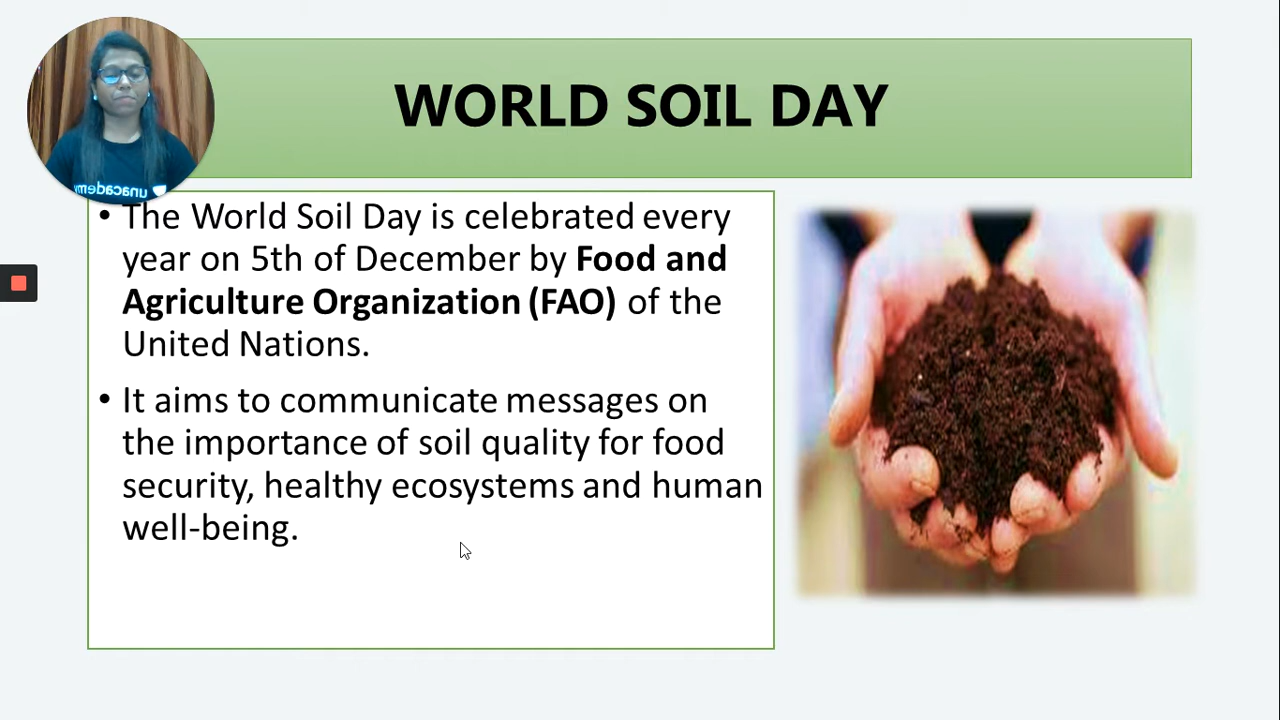 WORLD SOIL DAY
unacademy
• The World Soil Day is celebrated every
year on 5th of December by Food and
Agriculture Organization (FAO) of the
United Nations.
• It aims to communicate messages on
the importance of soil quality for food
security, healthy ecosystems and human
well-being.